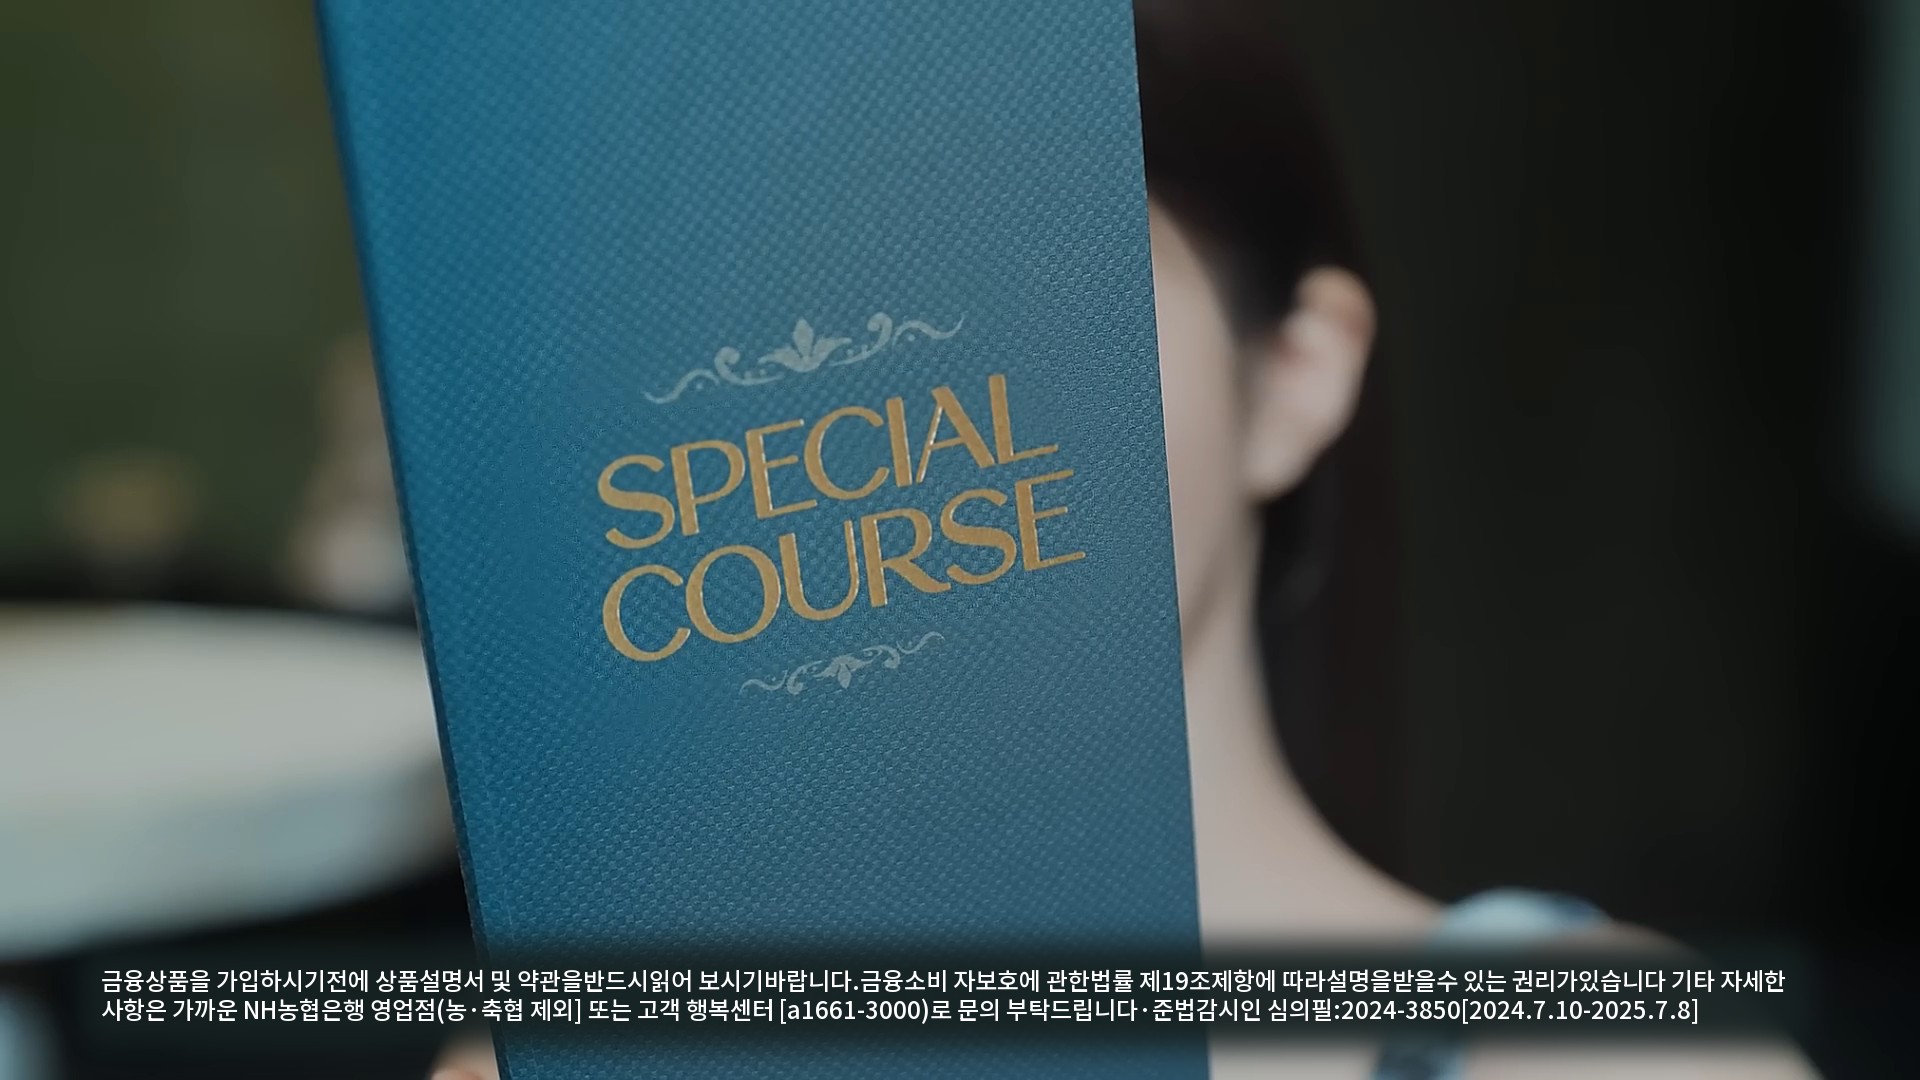 SPECIAL
COURSE
금융상품을 가입하시기전에 상품설명서 및 약관을반드시읽어 보시기바랍니다.금융소비 자보호에 관한법률 제19조제항에 따라설명을받을수 있는 권리가있습니다 기타 자세한
사항은 가까운 NH농협은행 영업점(농·축협 제외] 또는 고객 행복센터 [a1661-3000)로 문의 부탁드립니다·준법감시인 심의필:2024-3850[2024.7.10-2025.7.8]